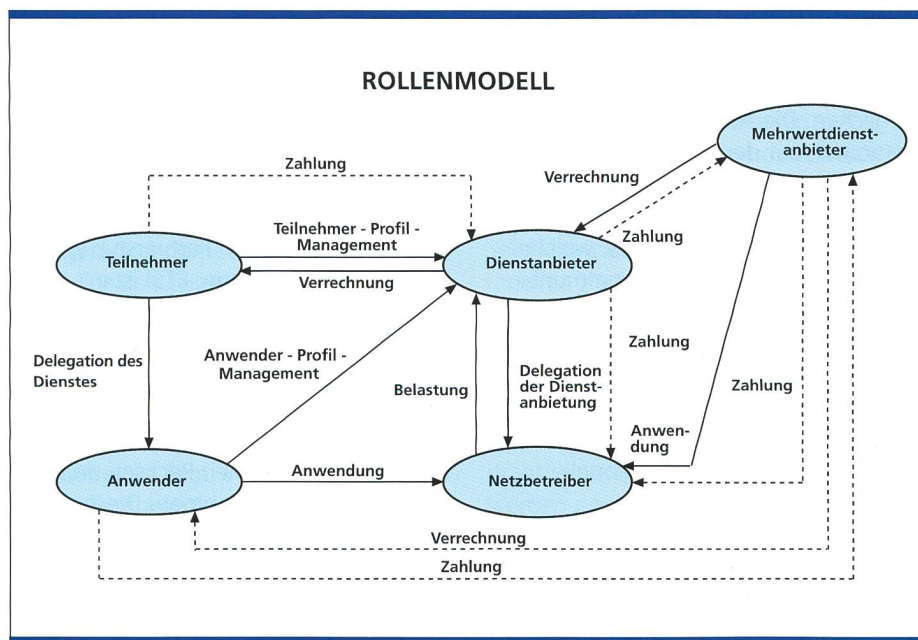 ROLLENMODELL
Mehrwertdienst-
anbieter
Zahlung
Verrechnung
Teilnehmer - Profil -
Management
Zahlung
Teilnehmer
Dienstanbieter
Verrechnung
Delegation des
Dienstes
Anwender - Profil -
Management
Belastung
Delegation
der Dienst-
anbietung
Zahlung
Zahlung
Anwen-
dung
Anwender
Anwendung
Netzbetreiber
Verrechnung
Zahlung